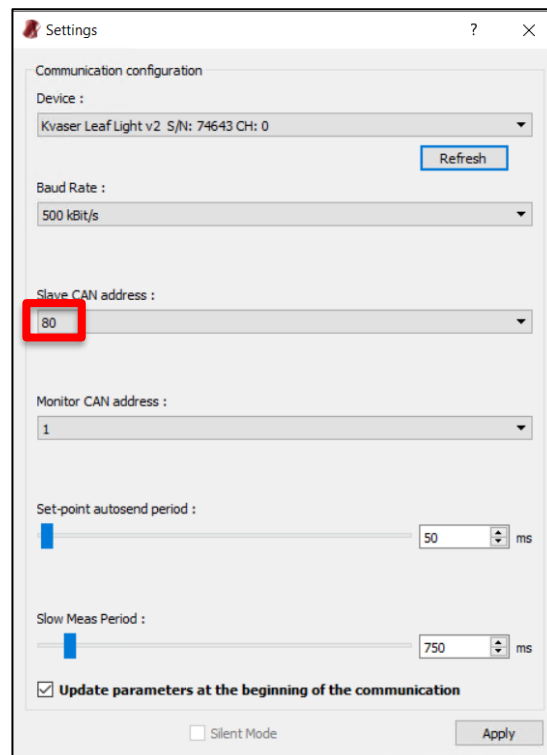 Settings
?
Communication configuration
Device :
Kvaser Leaf Light v2 S/N: 74643 CH: 0
Refresh
Baud Rate :
500 kBit/s
Slave CAN address :
80
Monitor CAN address :
1
Set-point autosend period :
50 ms
Slow Meas Period :
750 ms
Update parameters at the beginning of the communication
Silent Mode Apply